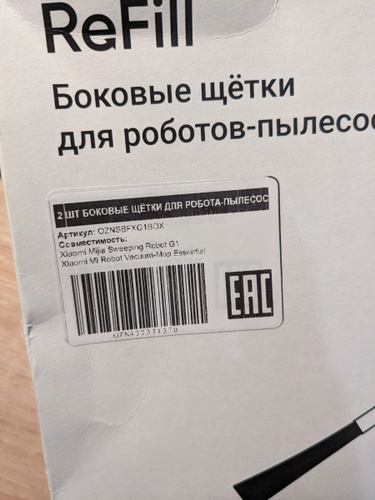 ReFill
Боковые щётки
для роботов-пылесо
2 ШТ БОКОВЫЕ ЩЁТКИ ДЛЯ РОБОТА-ПЫЛЕСОС
Артикул: OZNSBFXG1BOX
Совместимость:
Xiaomi Mijia Sweeping Robot G1
Xiaomi Mi Robot Vacuum-Mop Essential
EAC